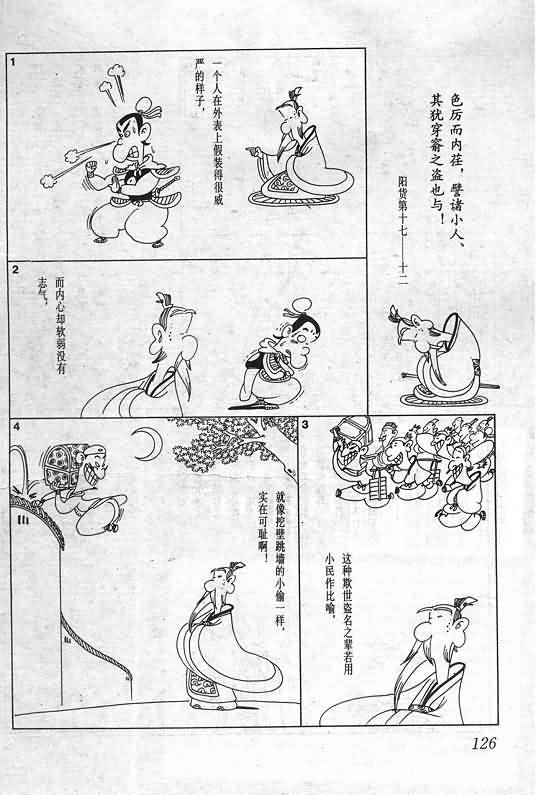 色厉而内荏，譬诸小人、
其犹穿窬之盗也与！
阳货第十七——十二
1
一个人在外表上假装得很威
严的样子，
2
而内心却软弱没有
志气，
3
这种欺世盗名之辈若用
小民作比喻，
4
就像挖壁跳墙的小偷一样，
实在可耻啊！
126